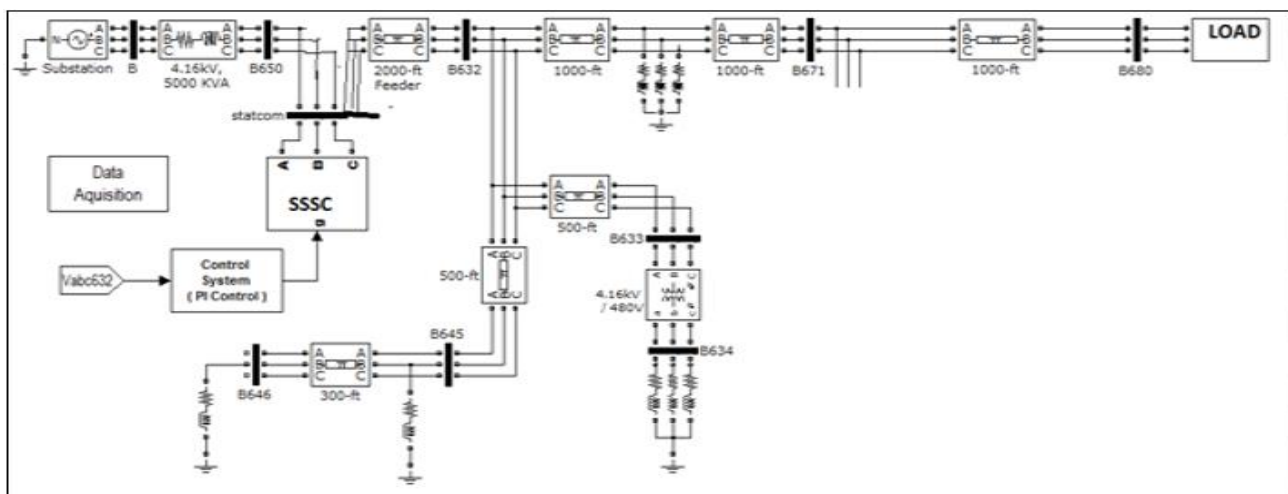 N A B C
Substation
B
A B C A B C
4.16kV,
5000 KVA
B650
A B C A B C
2000-ft
Feeder
B632
A B C A B C
1000-ft
A B C A B C
1000-ft
B671
A B C A B C
1000-ft
B680
LOAD
statcom
A B C
SSSC
g
Data
Aquisition
Vabc632
Control
System
( PI Control )
A B C A B C
500-ft
B633
A B C
a b c
4.16kV
/ 480V
B634
A B C
A B C
500-ft
B645
A B C A B C
300-ft
B646